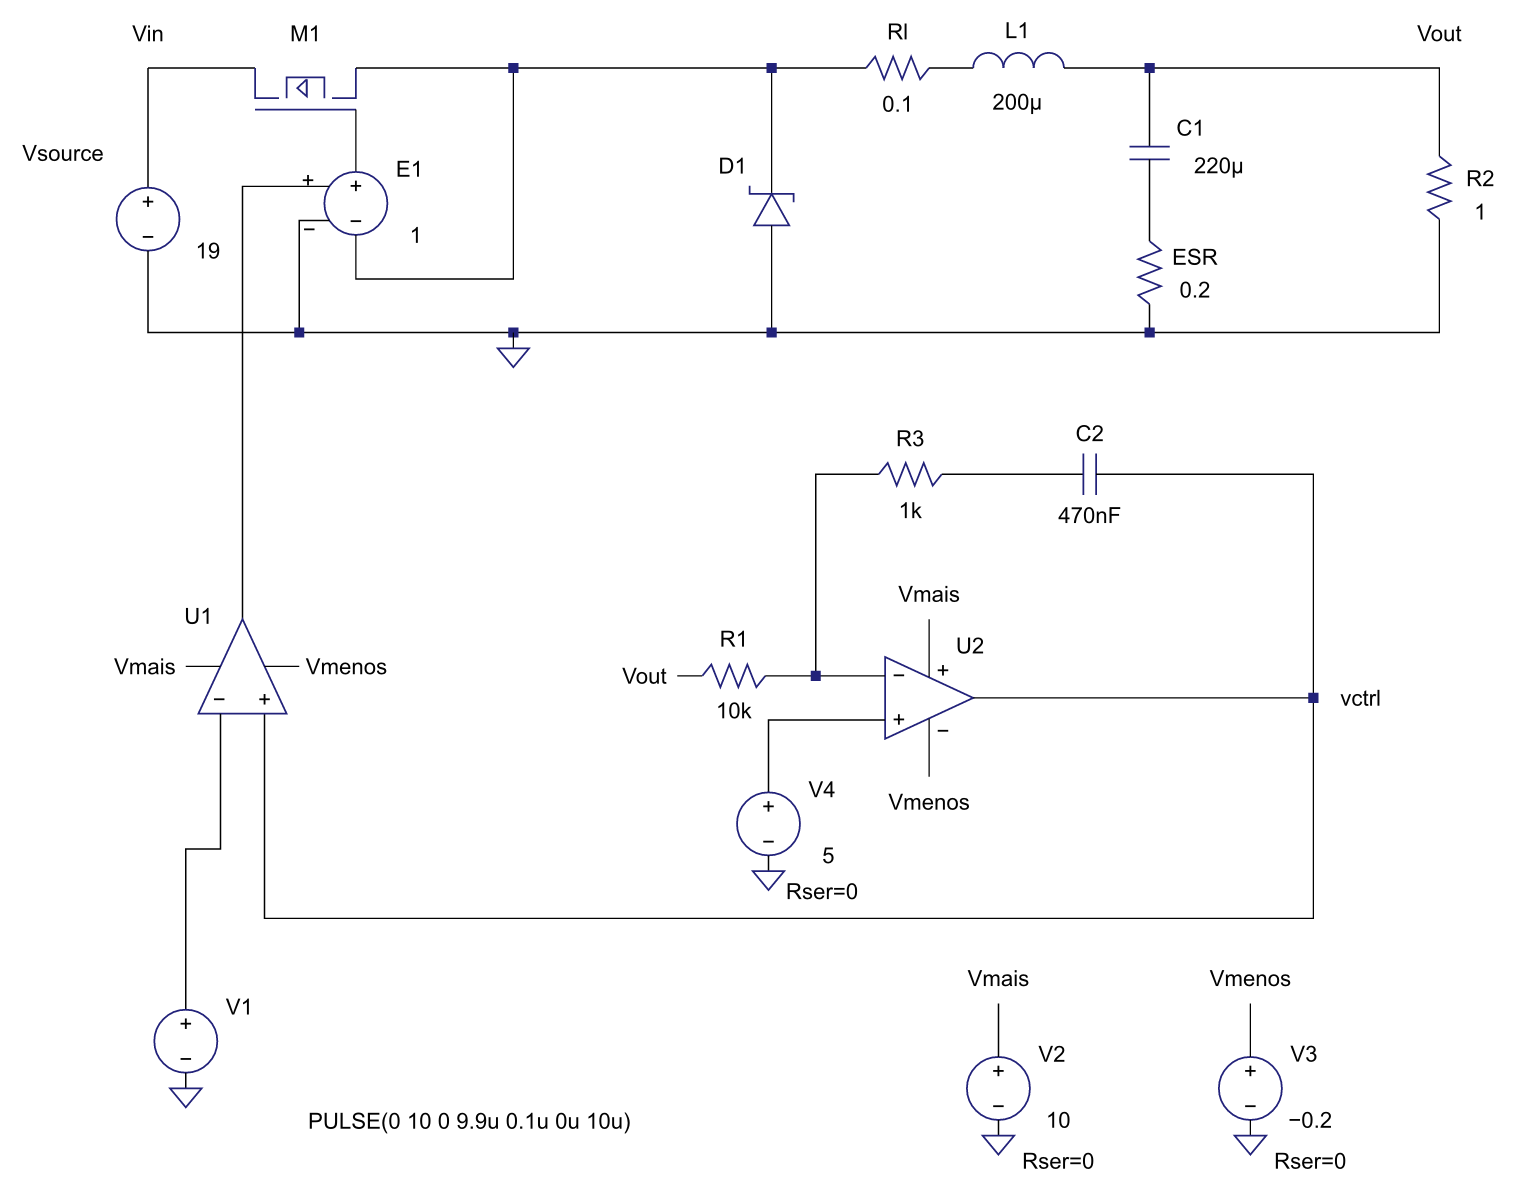 Vin
M1
Rl
L1
Vout
0.1
200µ
Vsource
C1
220µ
E1
D1
R2
1
+
+
+
−
−
−
19
1
ESR
0.2
R3
C2
1k
470nF
Vmais
U1
R1
U2
Vmais
Vmenos
Vout
−
+
vctrl
−
+
10k
+
−
V4
Vmenos
+
−
5
Rser=0
Vmais
Vmenos
V1
+
−
V2
V3
+
+
−
−
PULSE(0 10 0 9.9u 0.1u 0u 10u)
10
−0.2
Rser=0
Rser=0